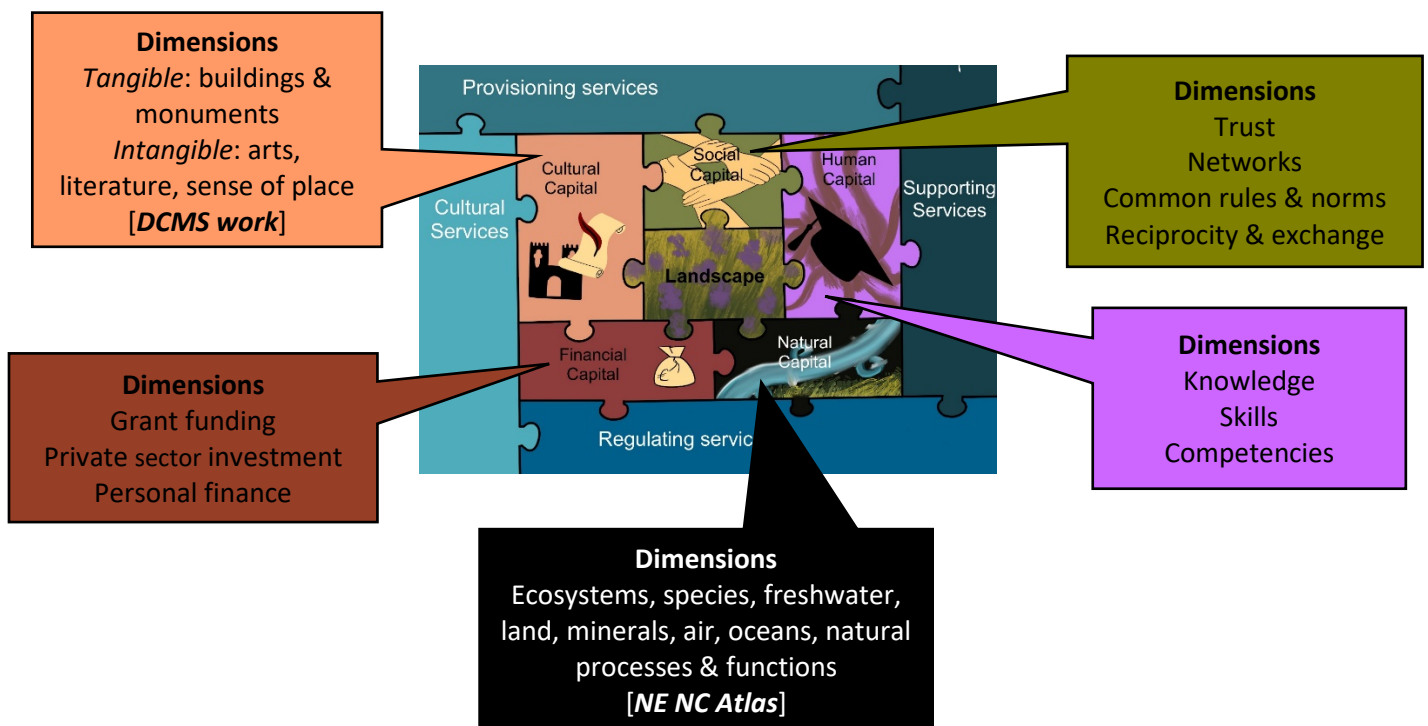 Dimensions
Tangible: buildings &
monuments
Intangible: arts,
literature, sense of place
[DCMS work]
Provisioning services
Cultural
Services
Cultural
Capital
Social
Capital
Human
Capital
Supporting
Services
Landscape
Financial
Capital
Natural
Capital
Regulating servic
Dimensions
Trust
Networks
Common rules & norms
Reciprocity & exchange
Dimensions
Grant funding
Private sector investment
Personal finance
Dimensions
Knowledge
Skills
Competencies
Dimensions
Ecosystems, species, freshwater,
land, minerals, air, oceans, natural
processes & functions
[NE NC Atlas]